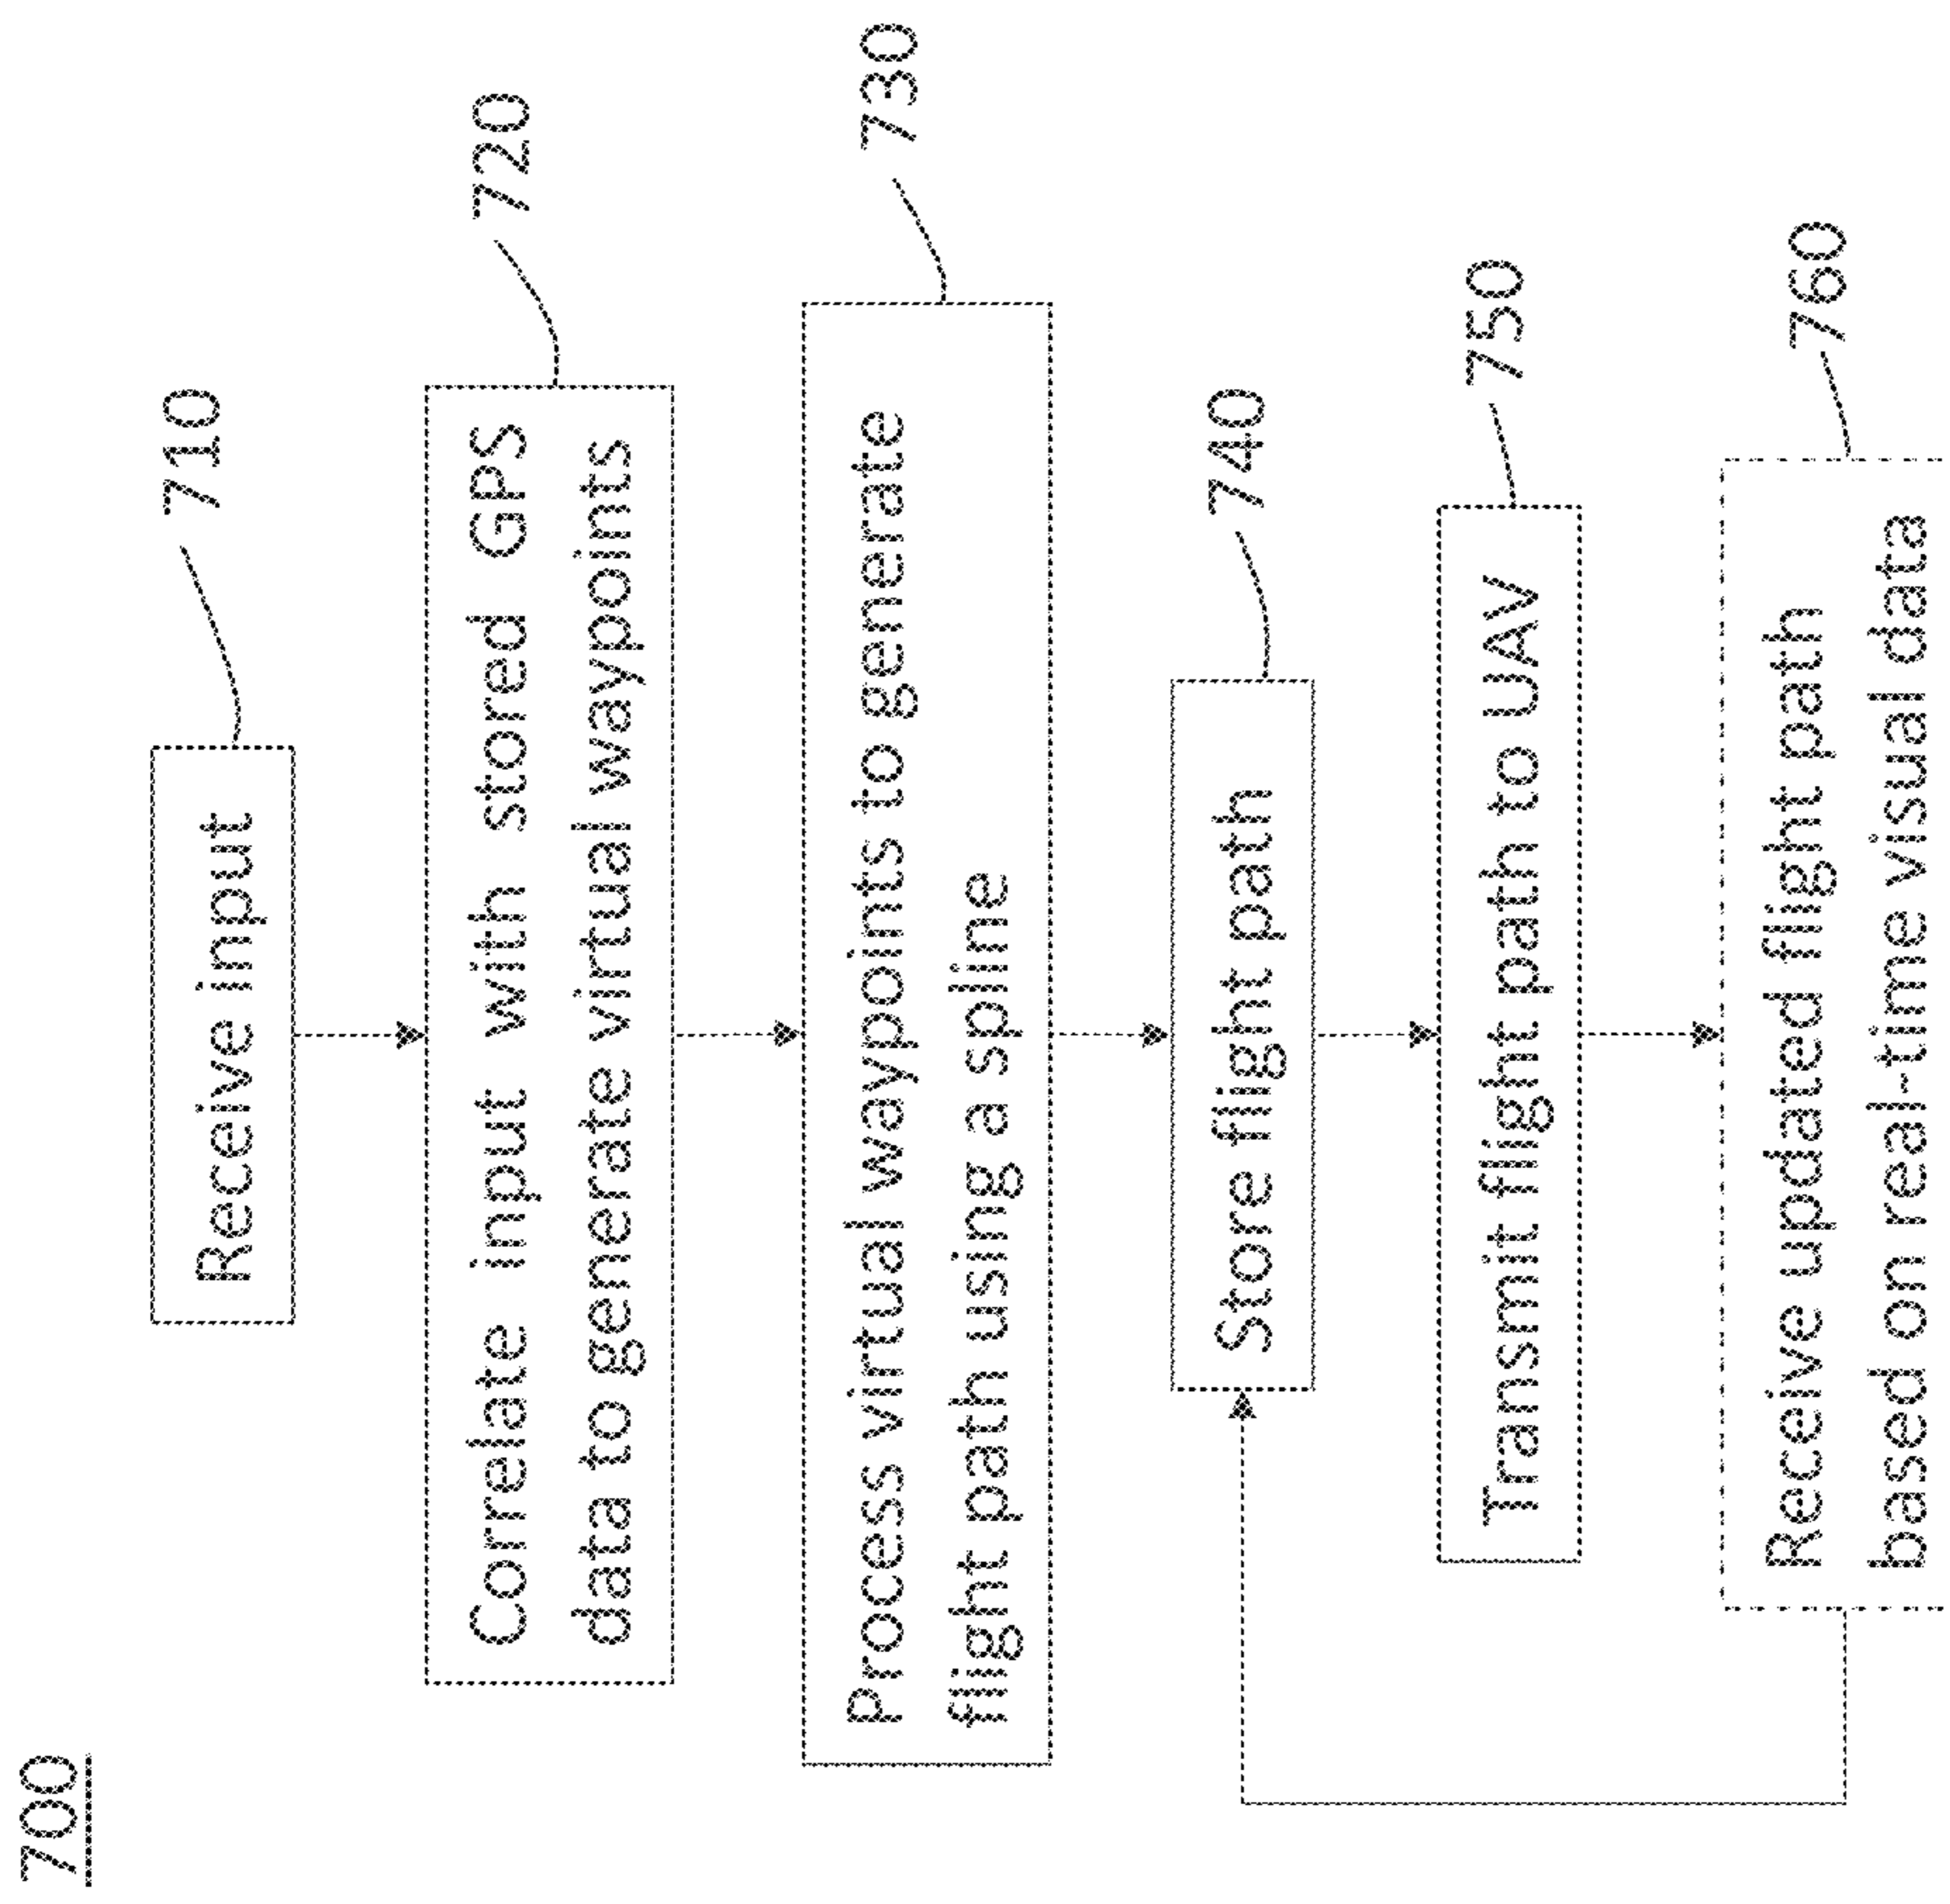 700
Receive input
710
Correlate input with stored GPS
data to generate virtual waypoints
720
Process virtual waypoints to generate
flight path using a spline
730
Store flight path
740
Transmit flight path to UAV
750
Receive updated flight path
based on real-time visual data
760